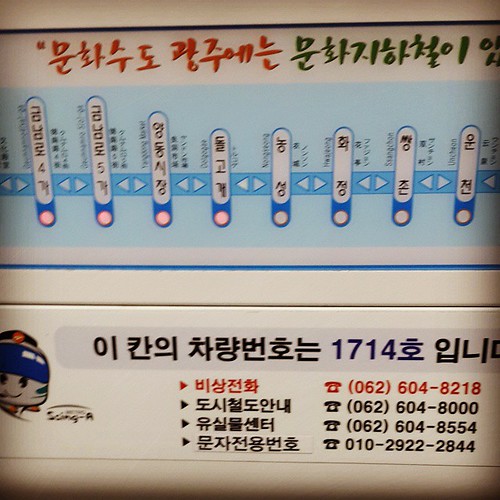 "문화수도 광주에는 문화지하철이 있
금남로4가
금남로5가
양동시장
돌고개
농성
화정
쌍촌
운천
이 칸의 차량번호는 1714호 입니다
▶ 비상전화 ☎ (062) 604-8218
▶ 도시철도안내 ☎ (062) 604-8000
▶ 유실물센터 ☎ (062) 604-8554
▶ 문자전용번호 ☎ 010-2922-2844